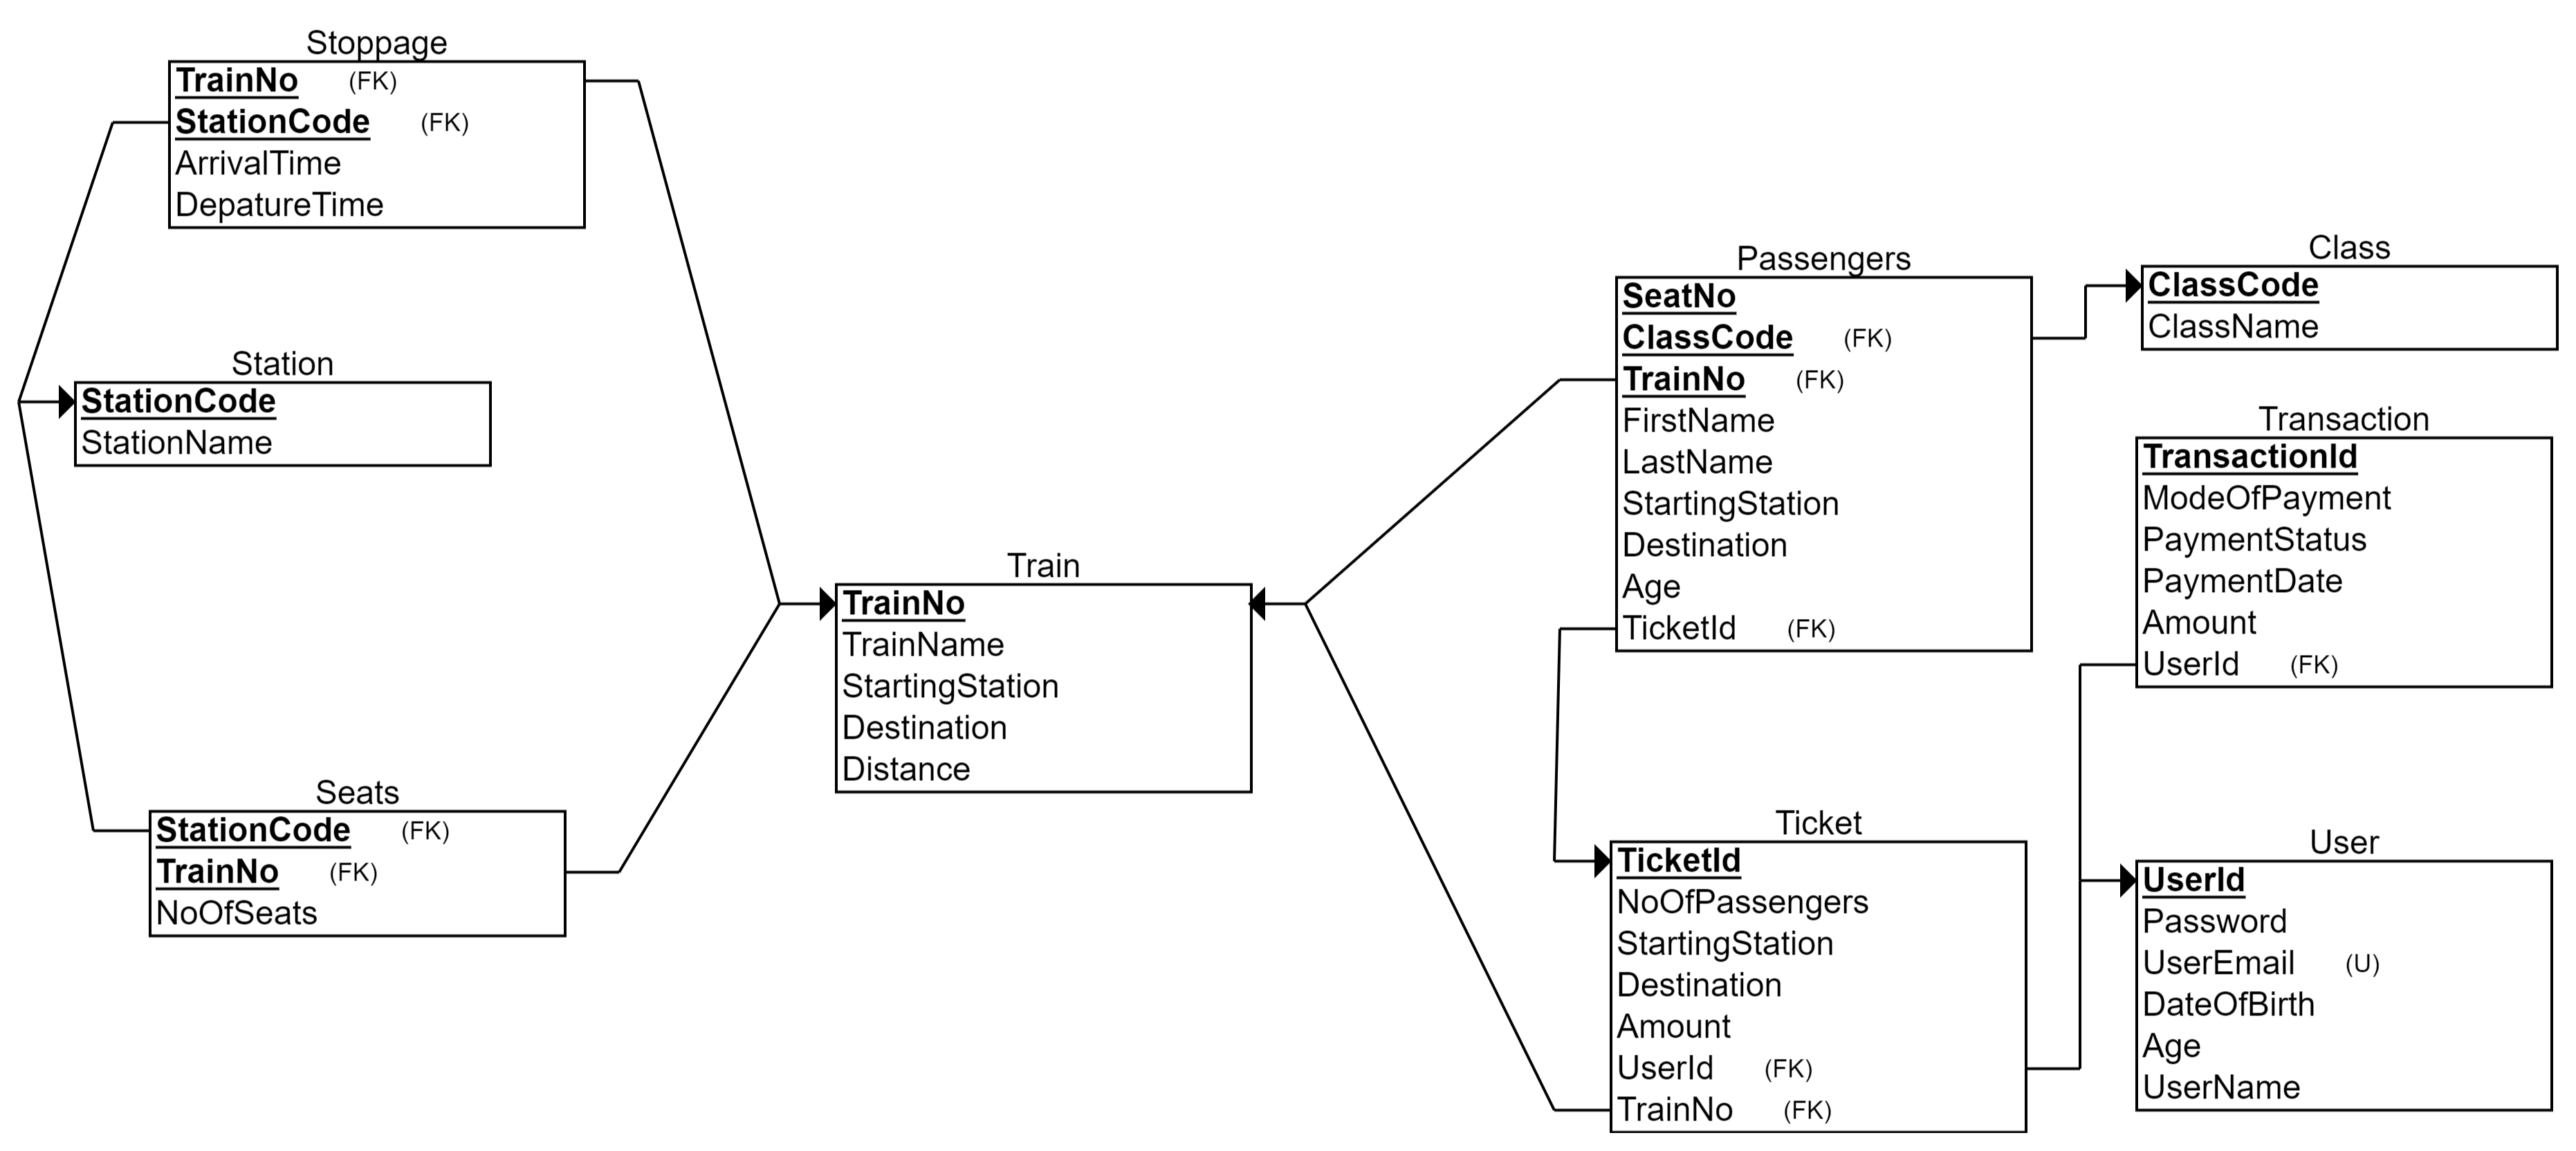 Stoppage
TrainNo (FK)
StationCode (FK)
ArrivalTime
DepatureTime
Station
StationCode
StationName
Seats
StationCode (FK)
TrainNo (FK)
NoOfSeats
Train
TrainNo
TrainName
StartingStation
Destination
Distance
Passengers
SeatNo
ClassCode (FK)
TrainNo (FK)
FirstName
LastName
StartingStation
Destination
Age
TicketId (FK)
Ticket
TicketId
NoOfPassengers
StartingStation
Destination
Amount
UserId (FK)
TrainNo (FK)
Class
ClassCode
ClassName
Transaction
TransactionId
ModeOfPayment
PaymentStatus
PaymentDate
Amount
UserId (FK)
User
UserId
Password
UserEmail (U)
DateOfBirth
Age
UserName